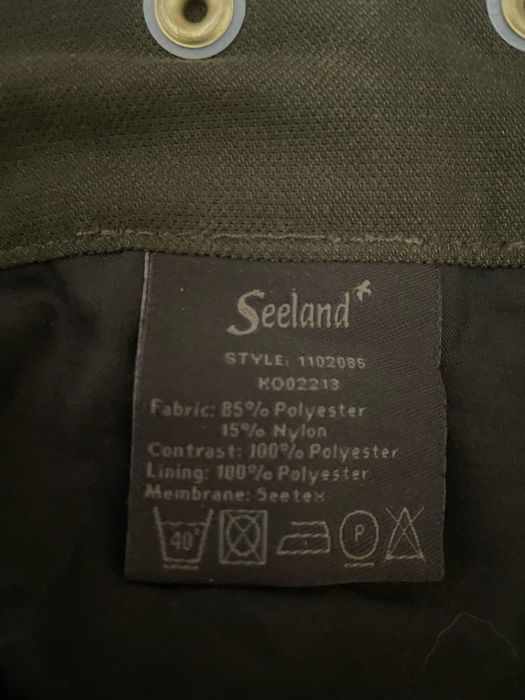 Seeland
STYLE: 1102085
KO02213
Fabric: 85% Polyester
15% Nylon
Contrast: 100% Polyester
Lining: 100% Polyester
Membrane: Seetex
40°
P